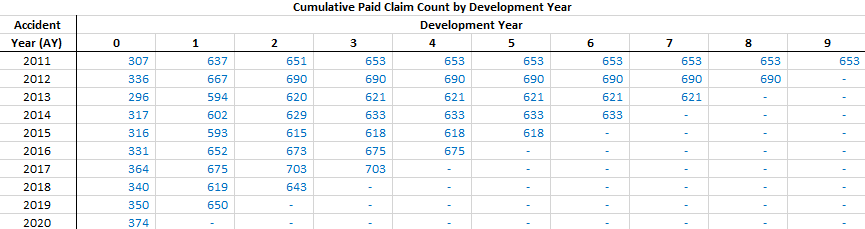 Cumulative Paid Claim Count by Development Year
Accident Development Year
Year (AY) 0 1 2 3 4 5 6 7 8 9
2011 307 637 651 653 653 653 653 653 653 653
2012 336 667 690 690 690 690 690 690 690 -
2013 296 594 620 621 621 621 621 621 - -
2014 317 602 629 633 633 633 633 - - -
2015 316 593 615 618 618 618 - - - -
2016 331 652 673 675 675 - - - - -
2017 364 675 703 703 - - - - - -
2018 340 619 643 - - - - - - -
2019 350 650 - - - - - - - -
2020 374 - - - - - - - - -